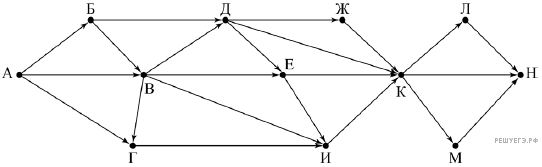 Б Д Ж Л
А В Е К Н
Г И М
РЕШУЕГЭ.РФ